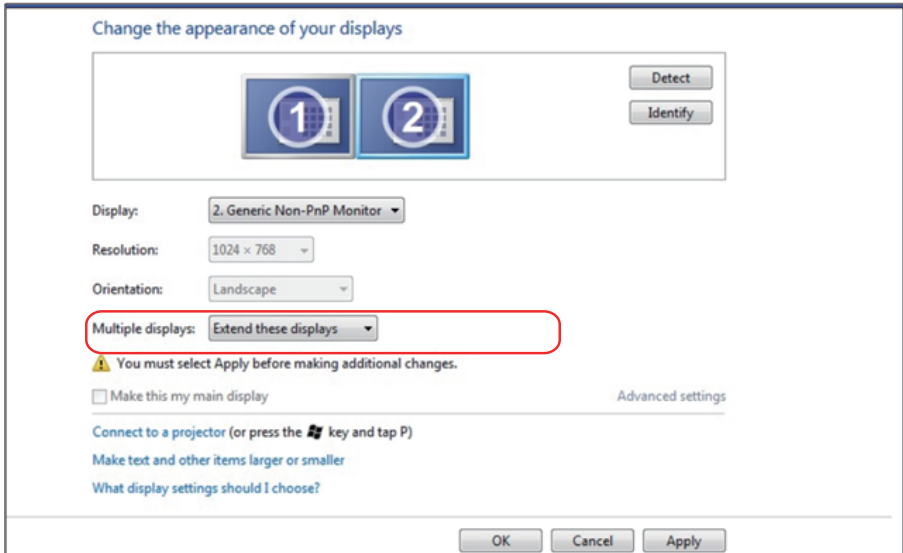 Change the appearance of your displays
1
2
Detect
Identify
Display: 2. Generic Non-PnP Monitor
Resolution: 1024 × 768
Orientation: Landscape
Multiple displays: Extend these displays
You must select Apply before making additional changes.
Make this my main display Advanced settings
Connect to a projector (or press the key and tap P)
Make text and other items larger or smaller
What display settings should I choose?
OK Cancel Apply